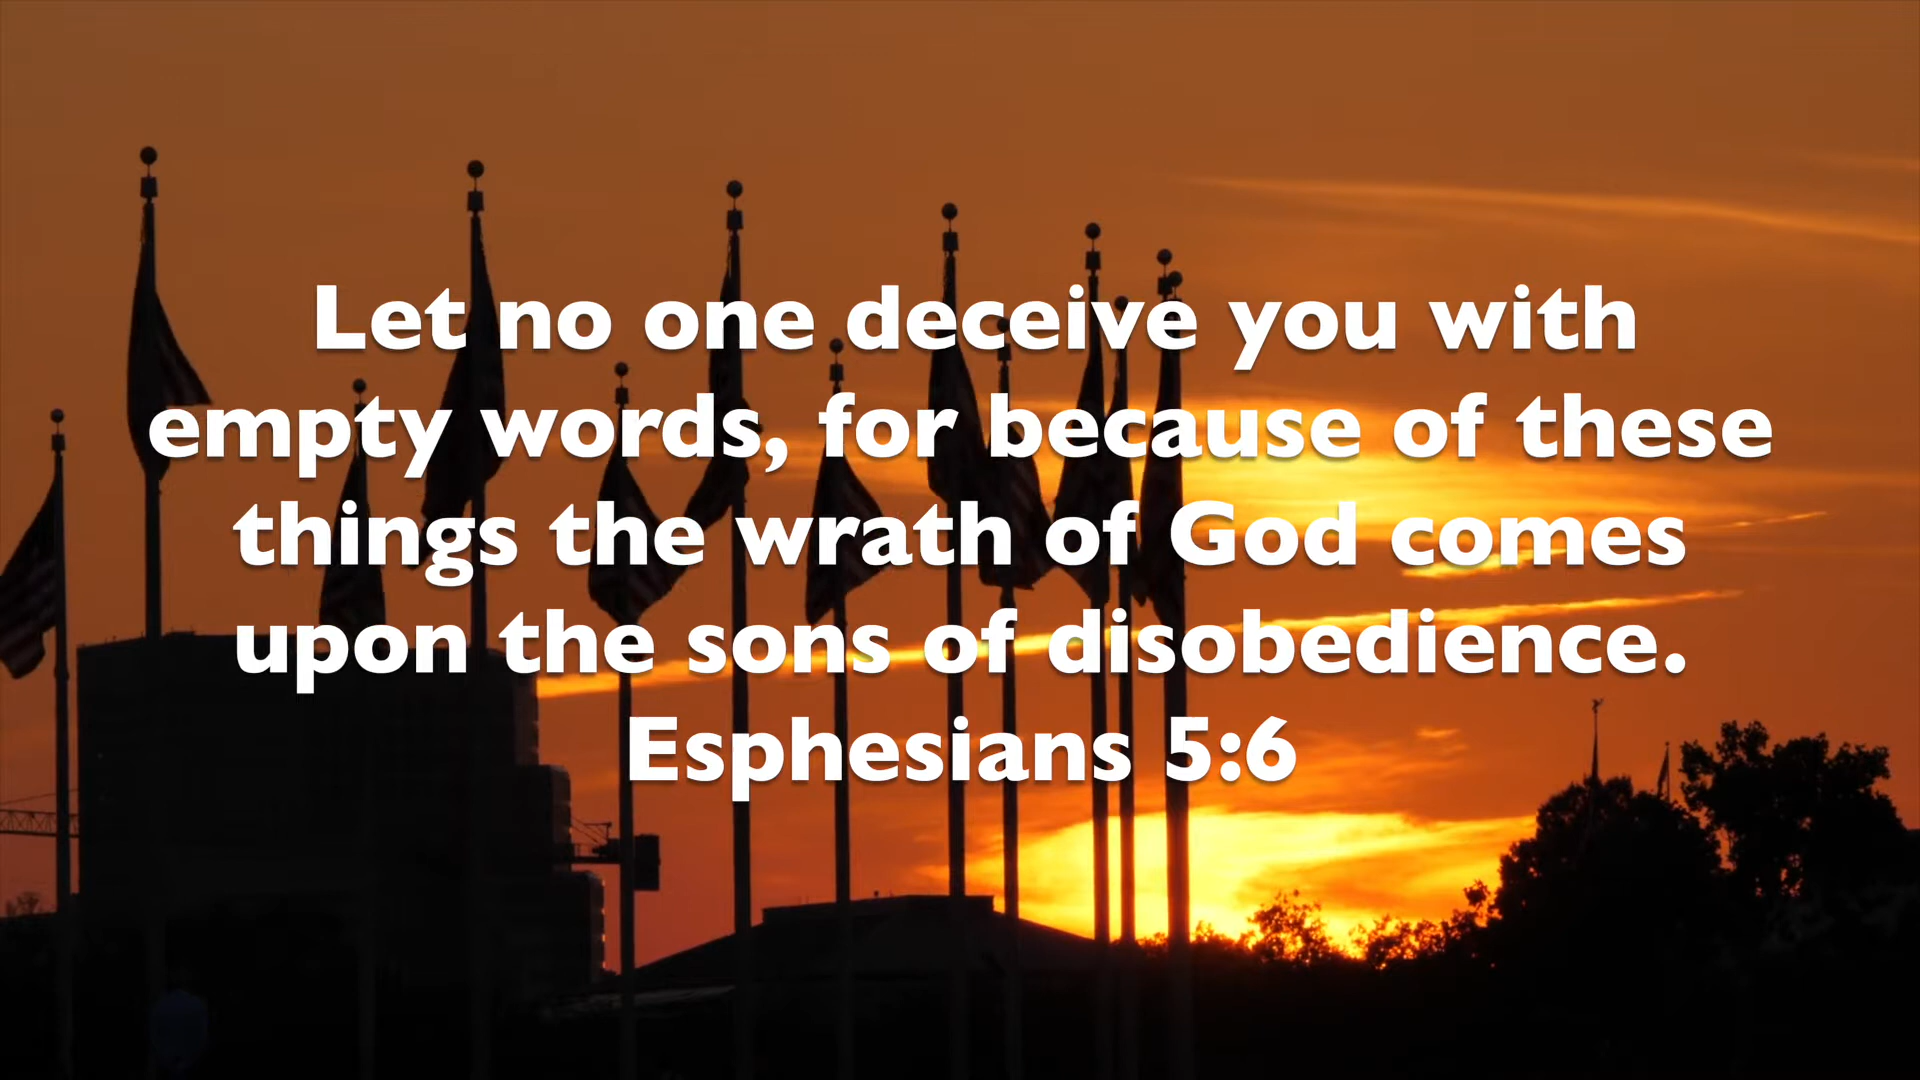 Let no one deceive you with
empty words, for because of these
things the wrath of God comes
upon the sons of disobedience.
Esphesians 5:6